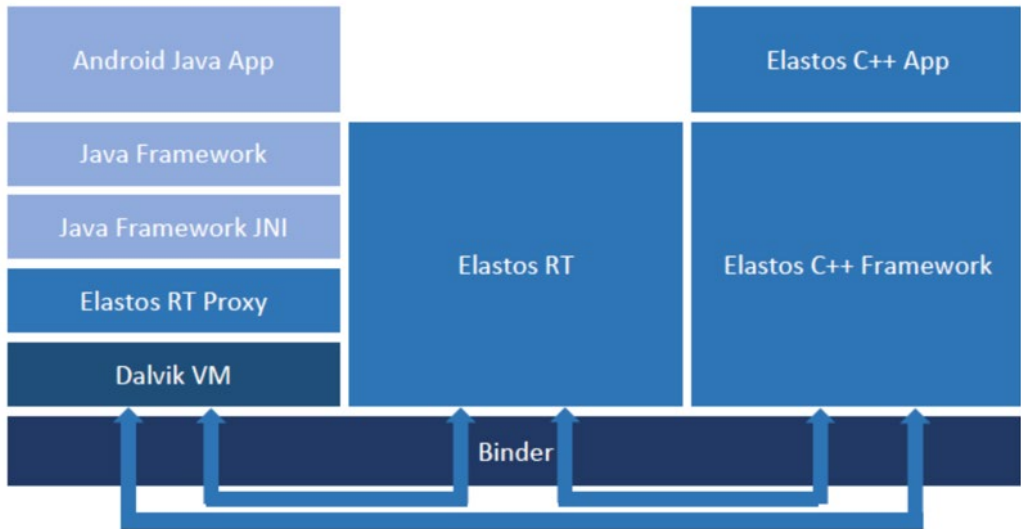 Android Java App
Elastos C++ App
Java Framework
Java Framework JNI
Elastos RT
Elastos C++ Framework
Elastos RT Proxy
Dalvik VM
Binder